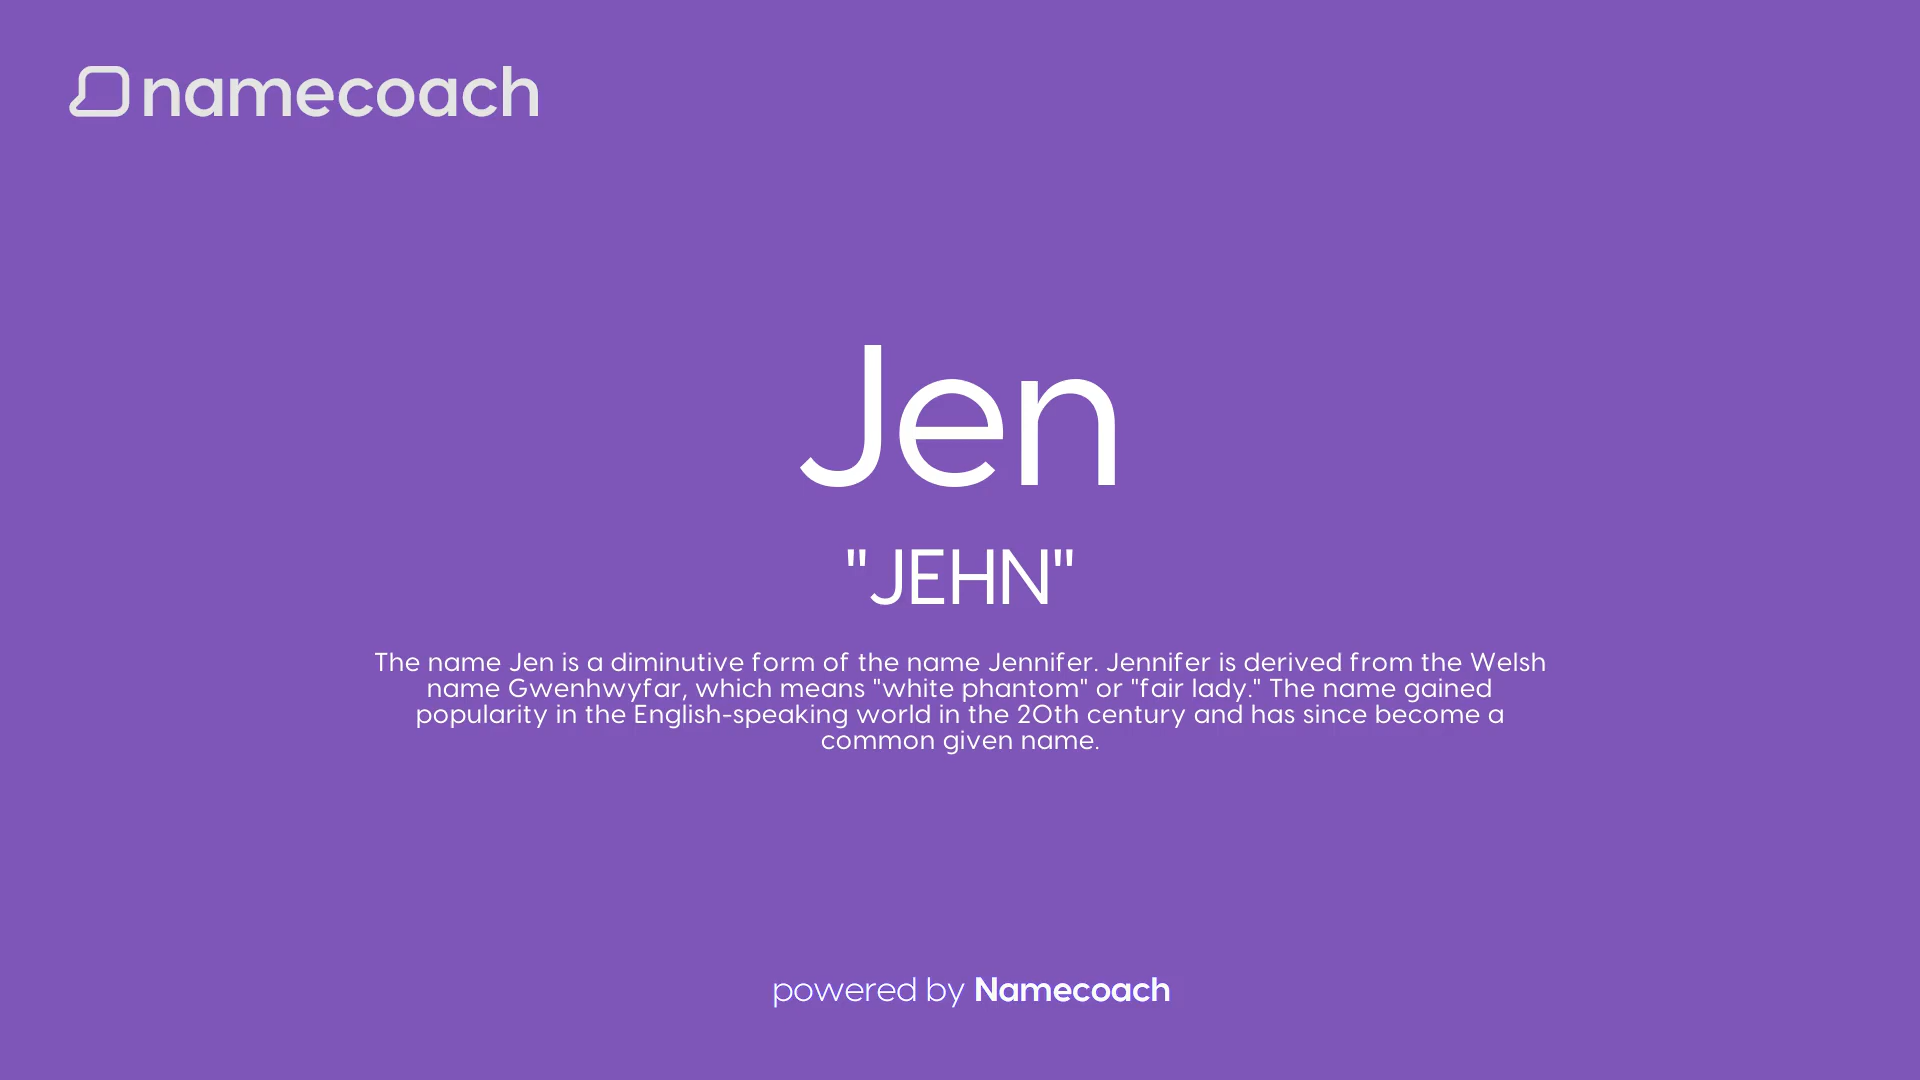 namecoach
Jen
"JEHN"
The name Jen is a diminutive form of the name Jennifer. Jennifer is derived from the Welsh
name Gwenhwyfar, which means "white phantom" or "fair lady." The name gained
popularity in the English-speaking world in the 20th century and has since become a
common given name.
powered by Namecoach